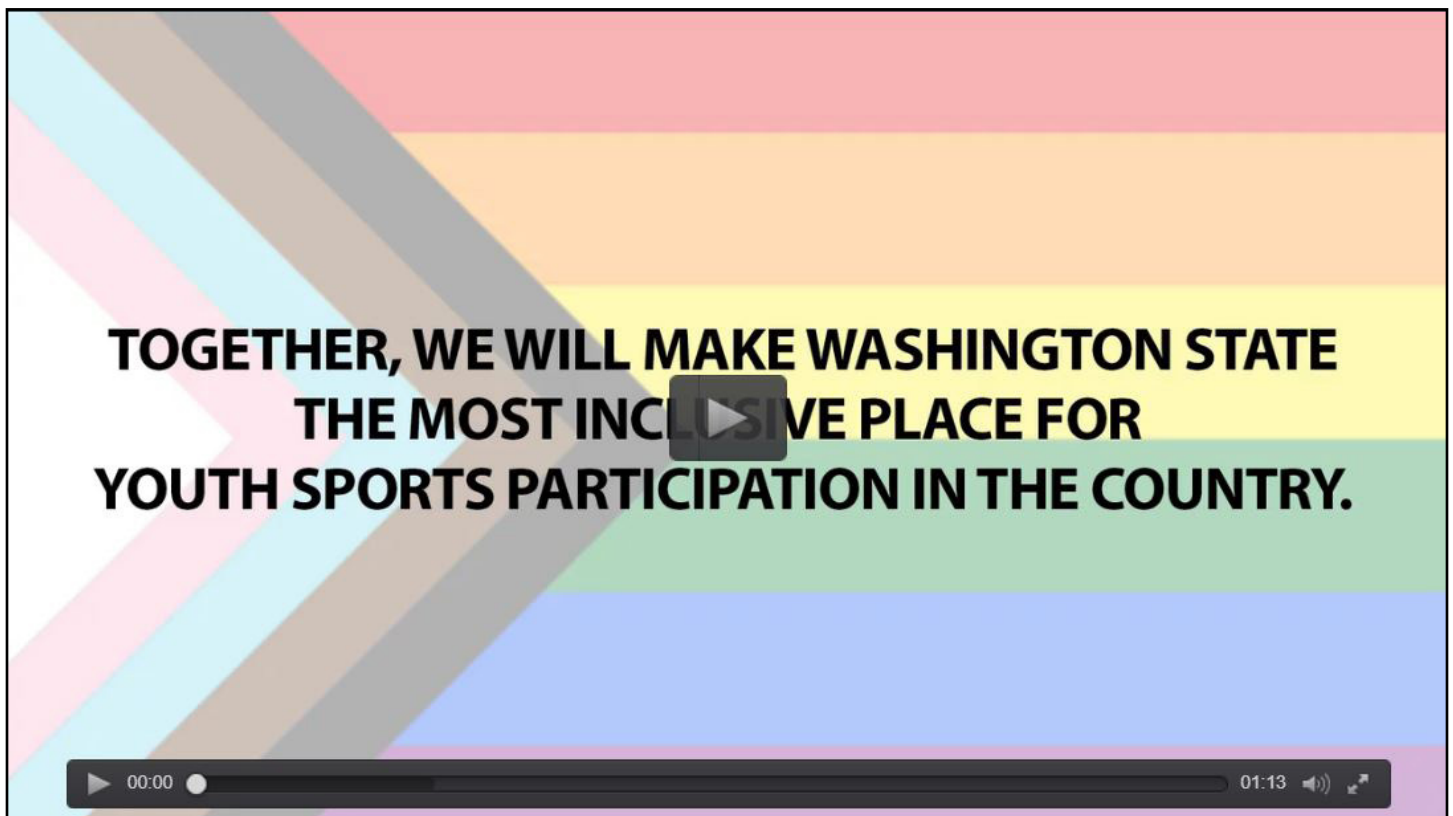 TOGETHER, WE WILL MAKE WASHINGTON STATE
THE MOST INCLUSIVE PLACE FOR
YOUTH SPORTS PARTICIPATION IN THE COUNTRY.
00:00 01:13